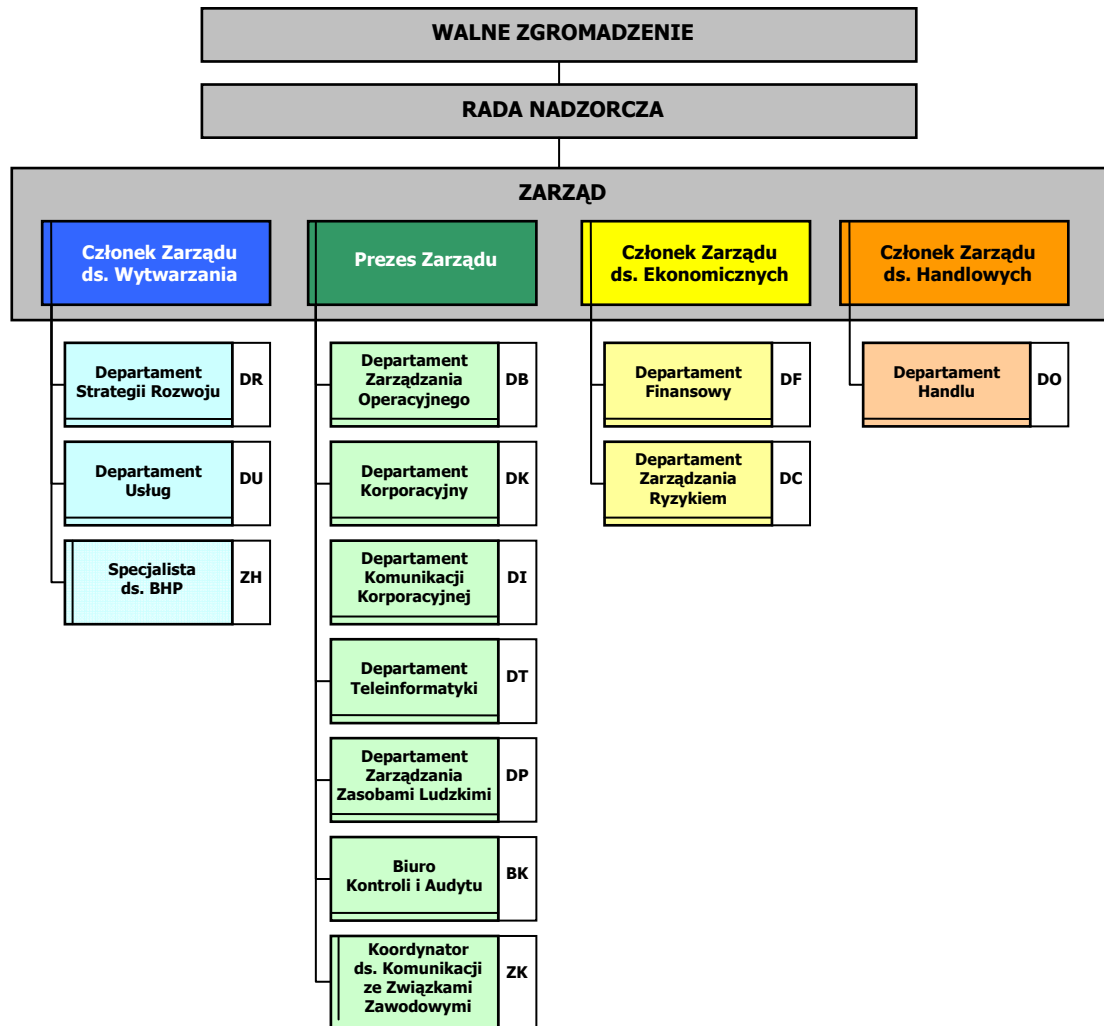 WALNE ZGROMADZENIE
RADA NADZORCZA
ZARZĄD
Członek Zarządu
ds. Wytwarzania
Prezes Zarządu
Członek Zarządu
ds. Ekonomicznych
Członek Zarządu
ds. Handlowych
Departament
Strategii Rozwoju
DR
Departament
Usług
DU
Specjalista
ds. BHP
ZH
Departament
Zarządzania
Operacyjnego
DB
Departament
Korporacyjny
DK
Departament
Komunikacji
Korporacyjnej
DI
Departament
Teleinformatyki
DT
Departament
Zarządzania
Zasobami Ludzkimi
DP
Biuro
Kontroli i Audytu
BK
Koordynator
ds. Komunikacji
ze Związkami
Zawodowymi
ZK
Departament
Finansowy
DF
Departament
Zarządzania
Ryzykiem
DC
Departament
Handlu
DO